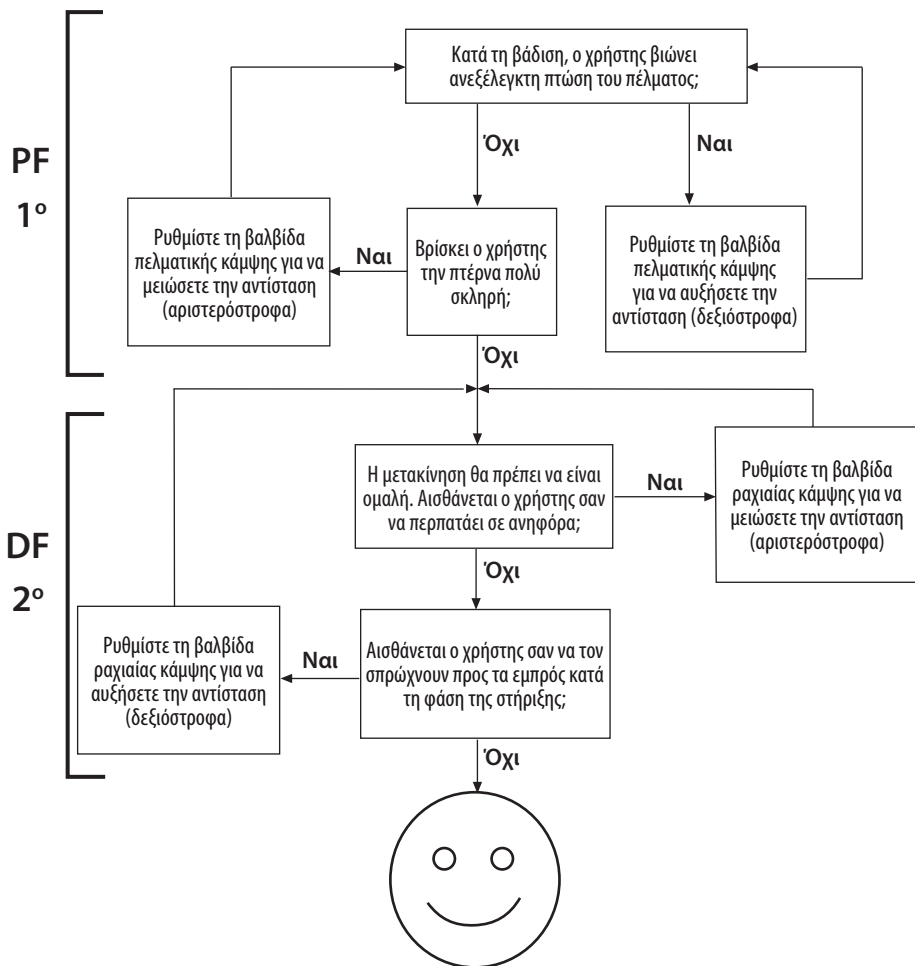 Κατά τη βάδιση, ο χρήστης βιώνει
ανεξέλεγκτη πτώση του πέλματος;
Όχι
Ναι
PF
1º
Ρυθμίστε τη βαλβίδα
πελματικής κάμψης για να
μειώσετε την αντίσταση
(αριστερόστροφα)
Ναι
Βρίσκει ο χρήστης
την πτέρνα πολύ
σκληρή;
Ρυθμίστε τη βαλβίδα
πελματικής κάμψης
για να αυξήσετε την
αντίσταση (δεξιόστροφα)
Όχι
DF
2º
Η μετακίνηση θα πρέπει να είναι
ομαλή. Αισθάνεται ο χρήστης σαν
να περπατάει σε ανηφόρα;
Ναι
Ρυθμίστε τη βαλβίδα
ραχιαίας κάμψης για να
μειώσετε την αντίσταση
(αριστερόστροφα)
Όχι
Ρυθμίστε τη βαλβίδα
ραχιαίας κάμψης για να
αυξήσετε την αντίσταση
(δεξιόστροφα)
Ναι
Αισθάνεται ο χρήστης σαν να τον
σπρώχνουν προς τα εμπρός κατά
τη φάση της στήριξης;
Όχι